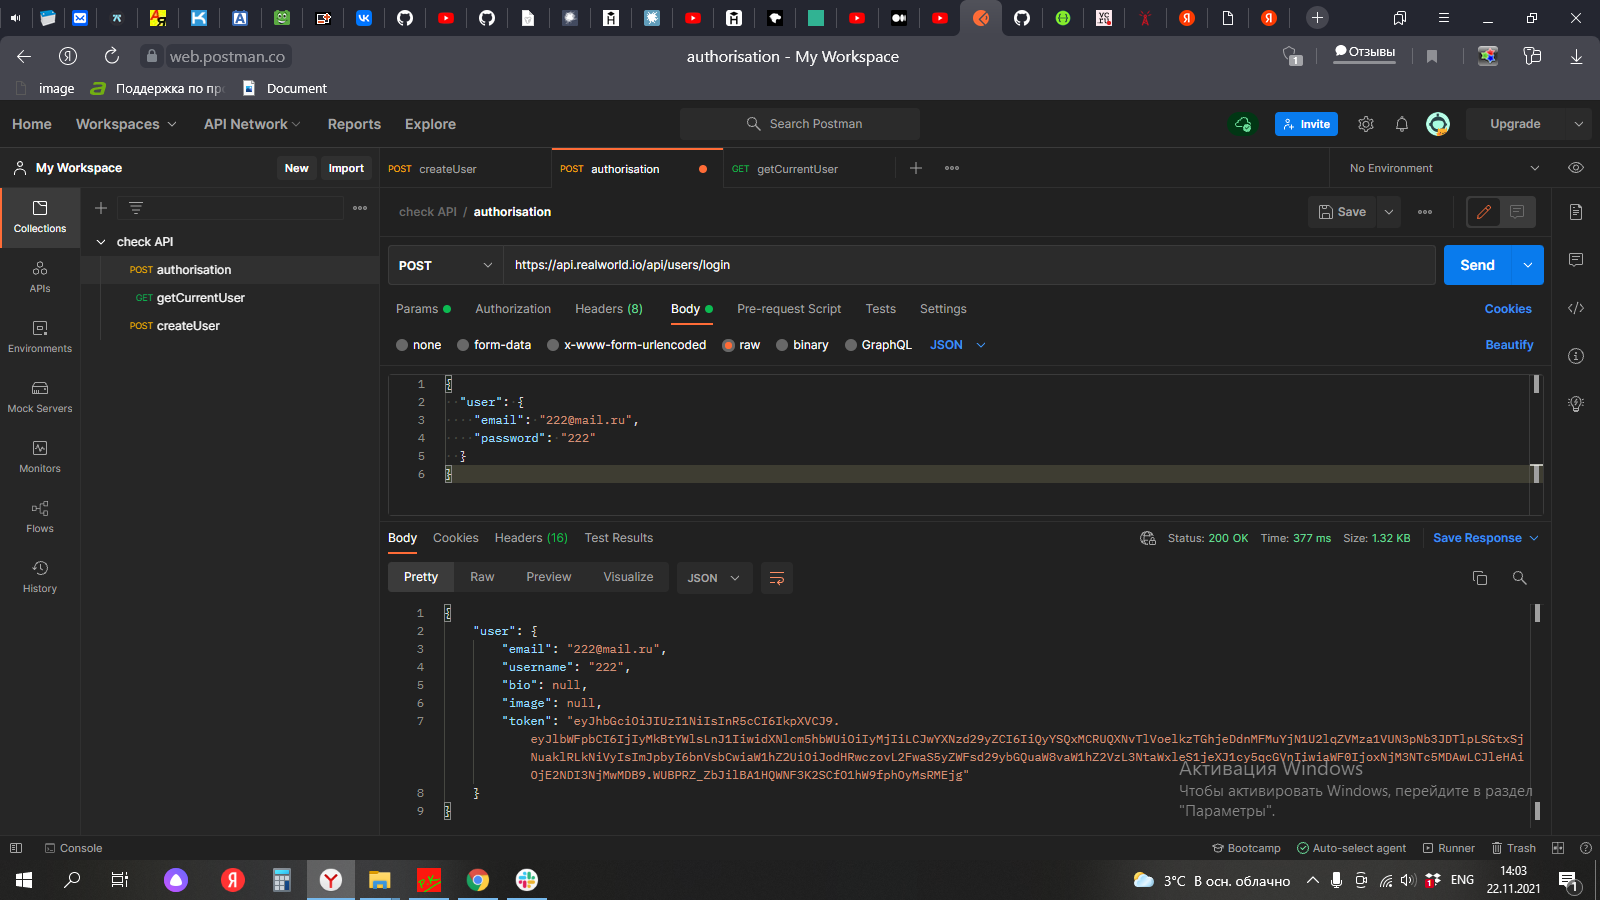 web.postman.co
authorisation - My Workspace
1
Отзывы
image
Поддержка по пр
Document
Home
Workspaces
API Network
Reports
Explore
Search Postman
Invite
Upgrade
My Workspace
New
Import
POST createUser
POST authorisation
GET getCurrentUser
No Environment
Collections
APIs
Environments
Mock Servers
Monitors
Flows
History
check API
POST authorisation
GET getCurrentUser
POST createUser
check API / authorisation
Save
POST
https://api.realworld.io/api/users/login
Send
Params
Authorization
Headers (8)
Body
Pre-request Script
Tests
Settings
Cookies
none
form-data
x-www-form-urlencoded
raw
binary
GraphQL
JSON
Beautify
1 {
2 "user": {
3 "email": "222@mail.ru",
4 "password": "222"
5 }
6 }
Body
Cookies
Headers (16)
Test Results
Status: 200 OK
Time: 377 ms
Size: 1.32 KB
Save Response
Pretty
Raw
Preview
Visualize
JSON
1 {
2 "user": {
3 "email": "222@mail.ru",
4 "username": "222",
5 "bio": null,
6 "image": null,
7 "token": "eyJhbGciOiJIUzI1NiIsInR5cCI6IkpXVCJ9.
8 }
9 }
Активация Windows
Чтобы активировать Windows, перейдите в раздел
"Параметры".
Console
Bootcamp
Auto-select agent
Runner
Trash
3°C В осн. облачно
ENG
14:03
22.11.2021
1